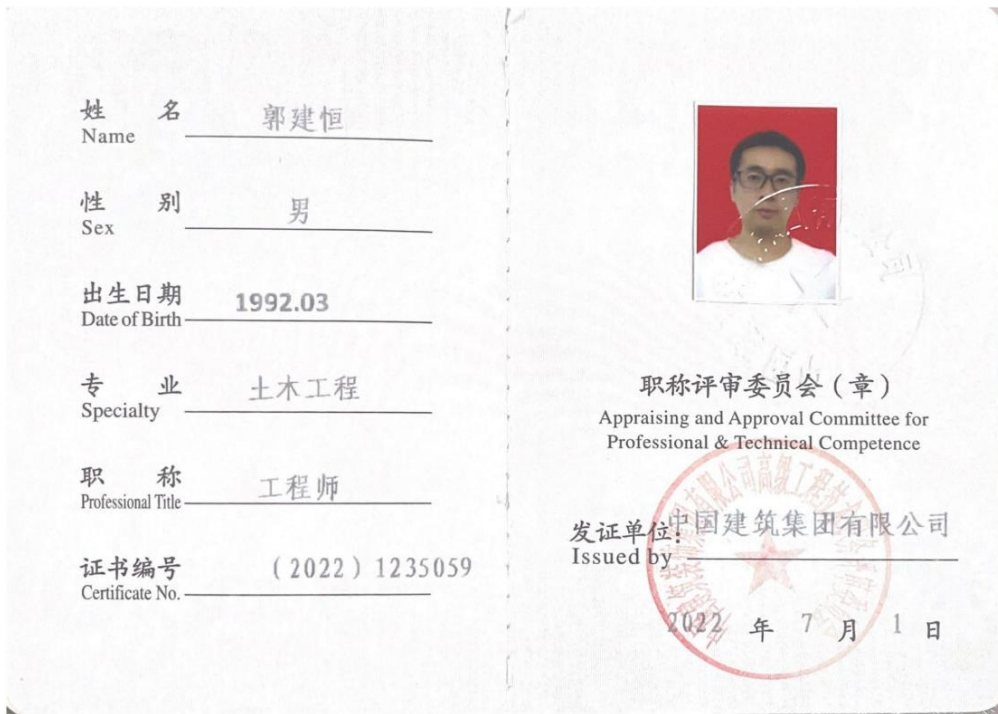 姓名 郭建恒
Name
性别 男
Sex
出生日期 1992.03
Date of Birth
专业 土木工程
Specialty
职称 工程师
Professional Title
证书编号 (2022) 1235059
Certificate No.
职称评审委员会(章)
Appraising and Approval Committee for
Professional & Technical Competence
发证单位: 中国建筑集团有限公司
Issued by
2022 年 7 月 1 日